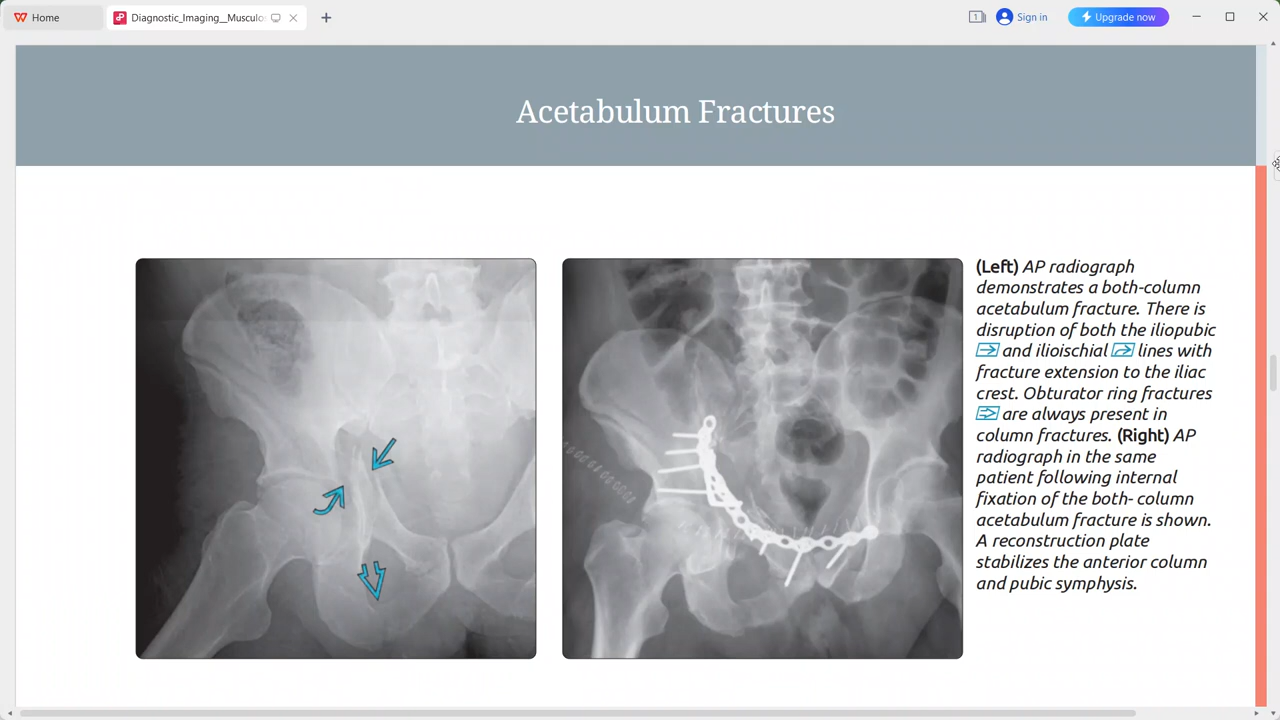 Home
Diagnostic_Imaging__Musculo
1
Sign in
Upgrade now
Acetabulum Fractures
(Left) AP radiograph
demonstrates a both-column
acetabulum fracture. There is
disruption of both the iliopubic
and ilioischial lines with
fracture extension to the iliac
crest. Obturator ring fractures
are always present in
column fractures. (Right) AP
radiograph in the same
patient following internal
fixation of the both- column
acetabulum fracture is shown.
A reconstruction plate
stabilizes the anterior column
and pubic symphysis.